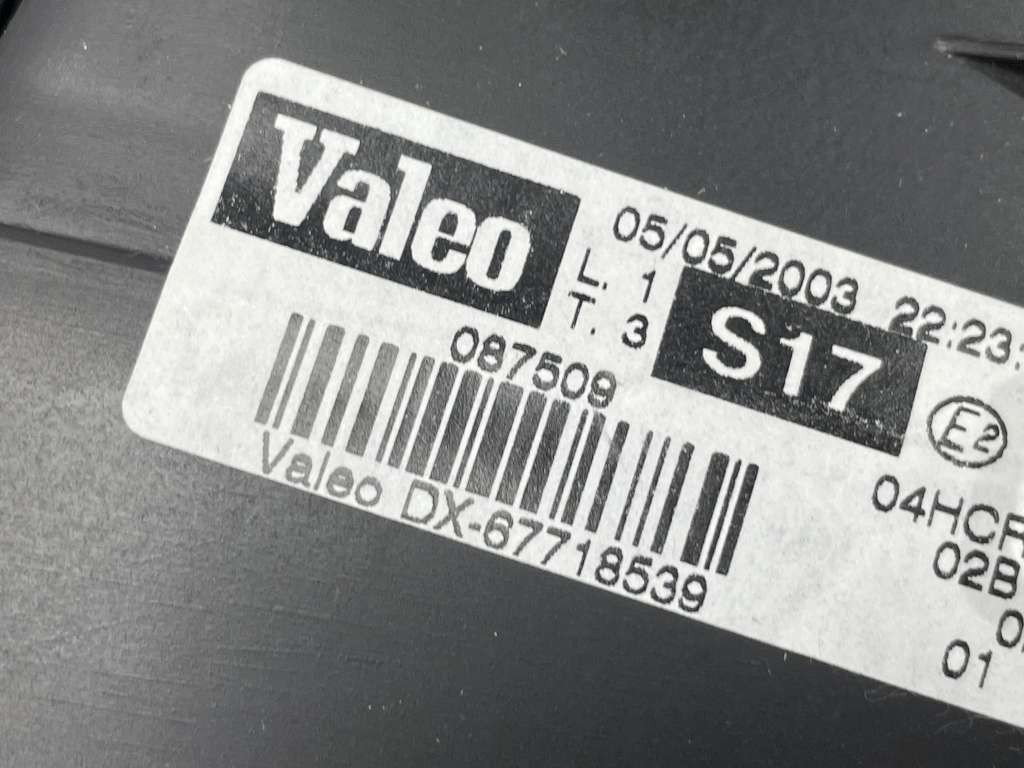 Valeo
05/05/2003 22:23:
L. 1
T. 3
S17
087509
E2
Valeo DX-67718539
04HCR
02B
01